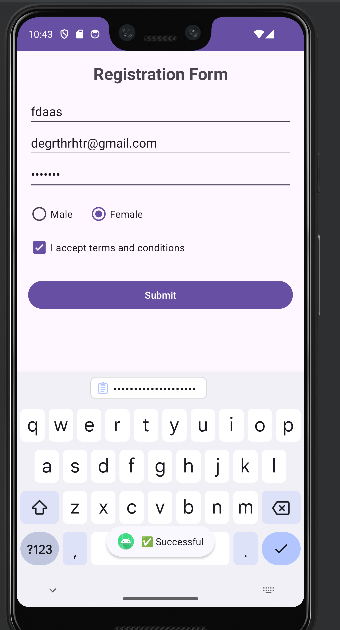 10:43
Registration Form
fdaas
degrthrhtr@gmail.com
•••••••
Male Female
I accept terms and conditions
Submit
••••••••••••••••••••
q w e r t y u i o p
a s d f g h j k l
z x c v b n m
?123 , ✅ Successful .